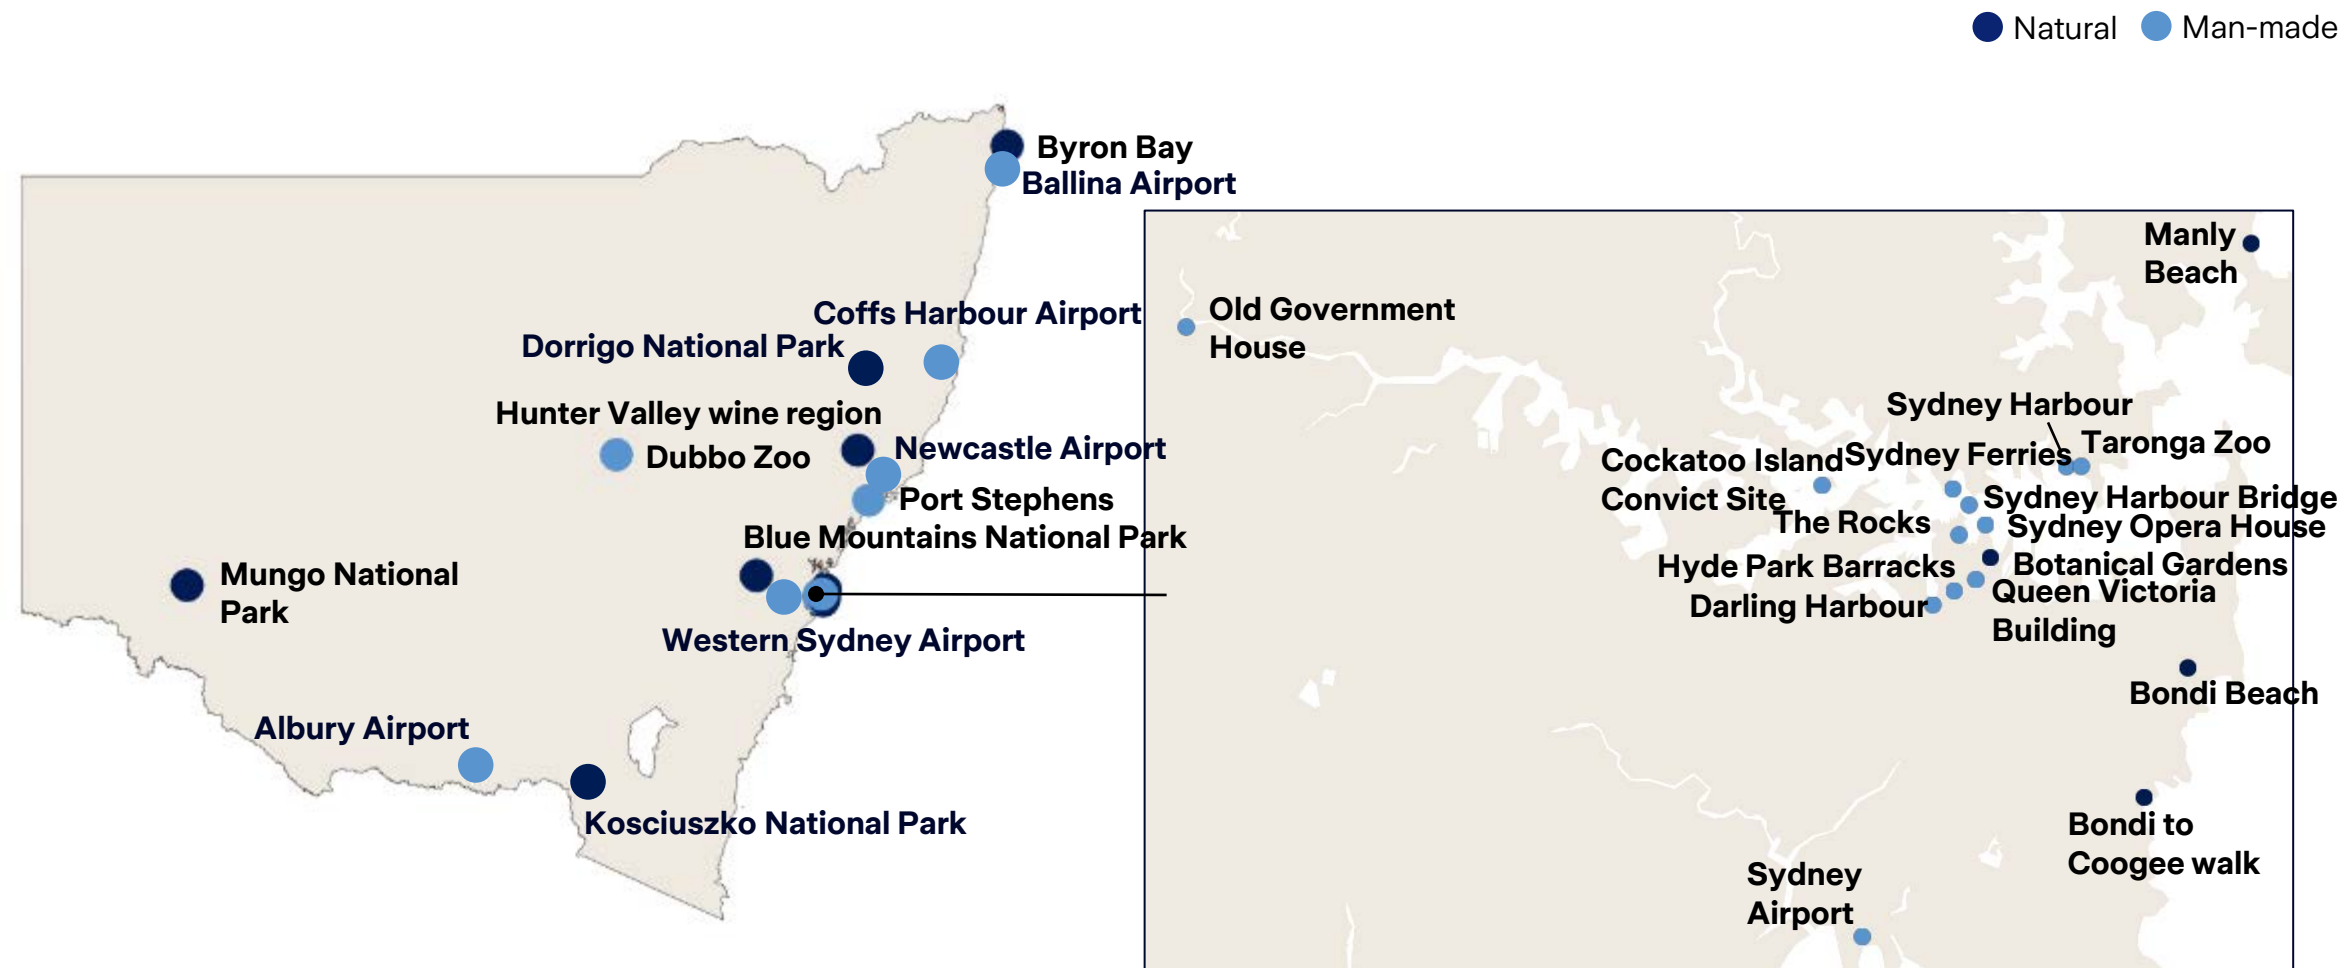 Natural
Man-made
Byron Bay
Ballina Airport
Coffs Harbour Airport
Dorrigo National Park
Hunter Valley wine region
Newcastle Airport
Dubbo Zoo
Port Stephens
Blue Mountains National Park
Mungo National
Park
Western Sydney Airport
Albury Airport
Kosciuszko National Park
Manly
Beach
Old Government
House
Sydney Harbour
Taronga Zoo
Sydney Ferries
Cockatoo Island
Convict Site
Sydney Harbour Bridge
The Rocks
Sydney Opera House
Hyde Park Barracks
Botanical Gardens
Darling Harbour
Queen Victoria
Building
Bondi Beach
Bondi to
Coogee walk
Sydney
Airport